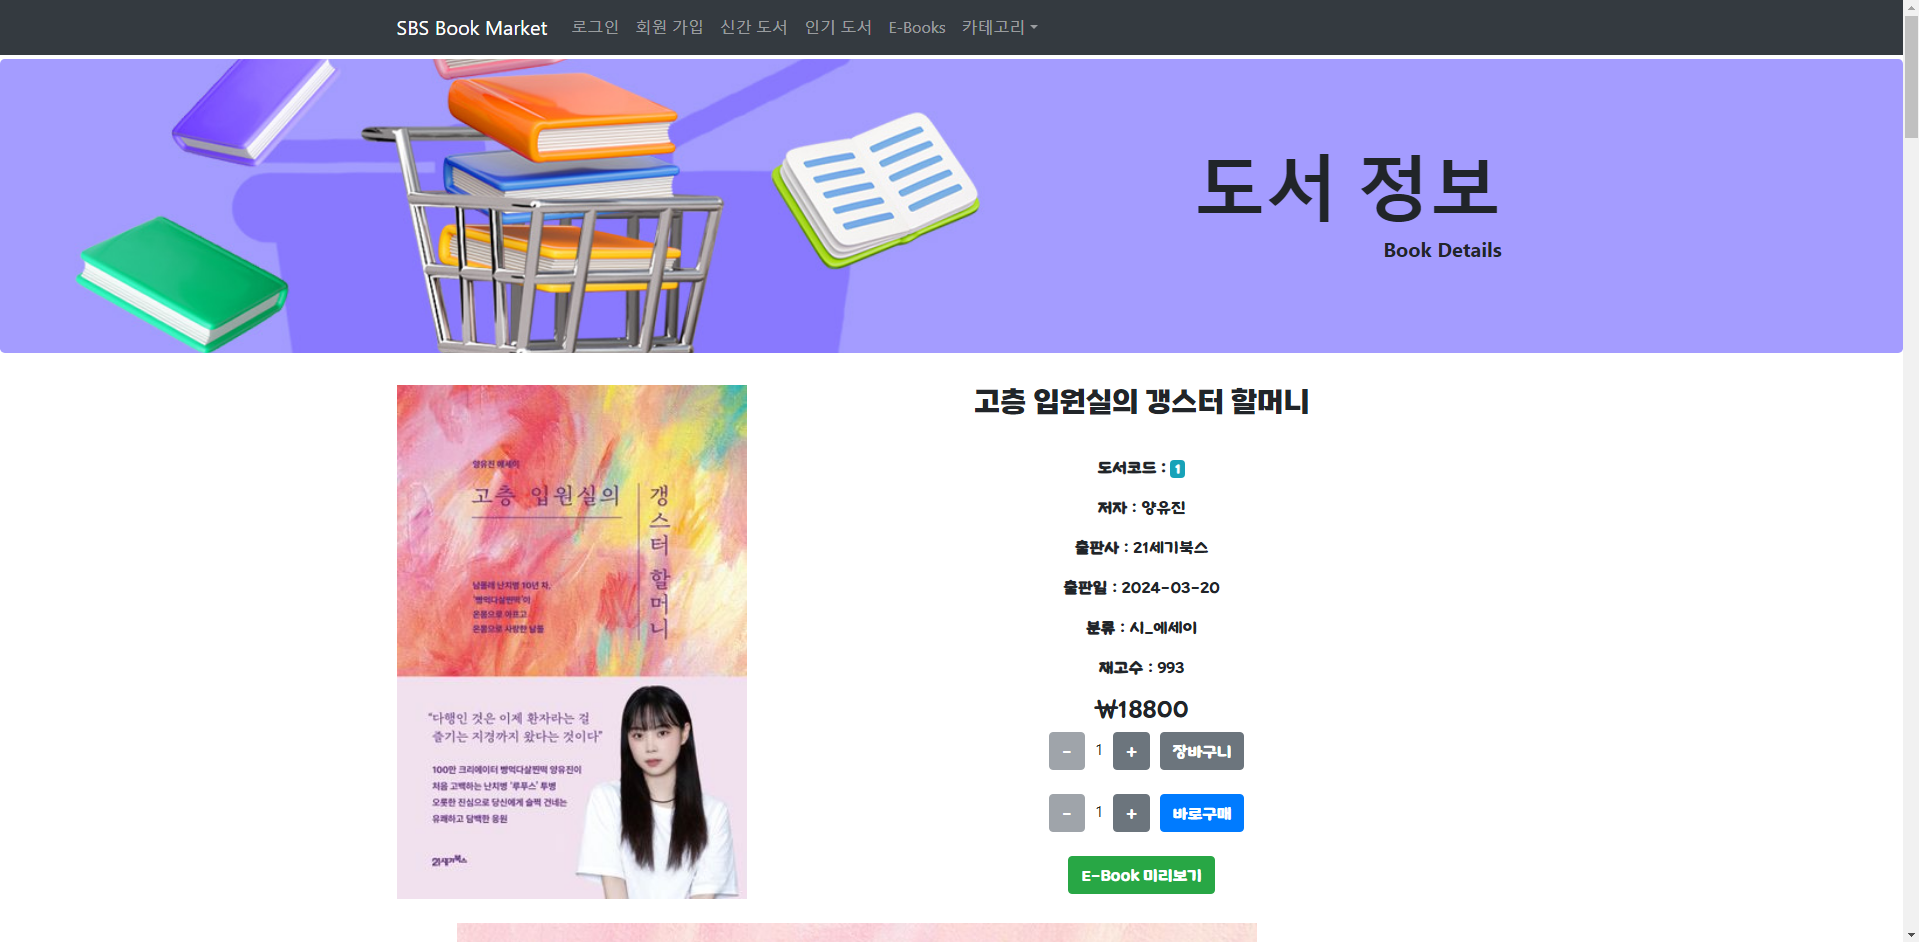 SBS Book Market 로그인 회원 가입 신간 도서 인기 도서 E-Books 카테고리
도서 정보
Book Details
양유진 에세이
고층 입원실의
갱스터 할머니
남몰래 난치병 10년 차,
'빵먹다살찐떡'이
온몸으로 아프고
온몸으로 사랑한 날들
“다행인 것은 이제 환자라는 걸
즐기는 지경까지 왔다는 것이다”
100만 크리에이터 빵먹다살찐떡 양유진이
처음 고백하는 난치병 '루푸스' 투병
오롯한 진심으로 당신에게 슬쩍 건네는
유쾌하고 담백한 응원
21세기북스
고층 입원실의 갱스터 할머니
도서코드 : 1
저자 : 양유진
출판사 : 21세기북스
출판일 : 2024-03-20
분류 : 시_에세이
재고수 : 993
₩18800
- 1 + 장바구니
- 1 + 바로구매
E-Book 미리보기